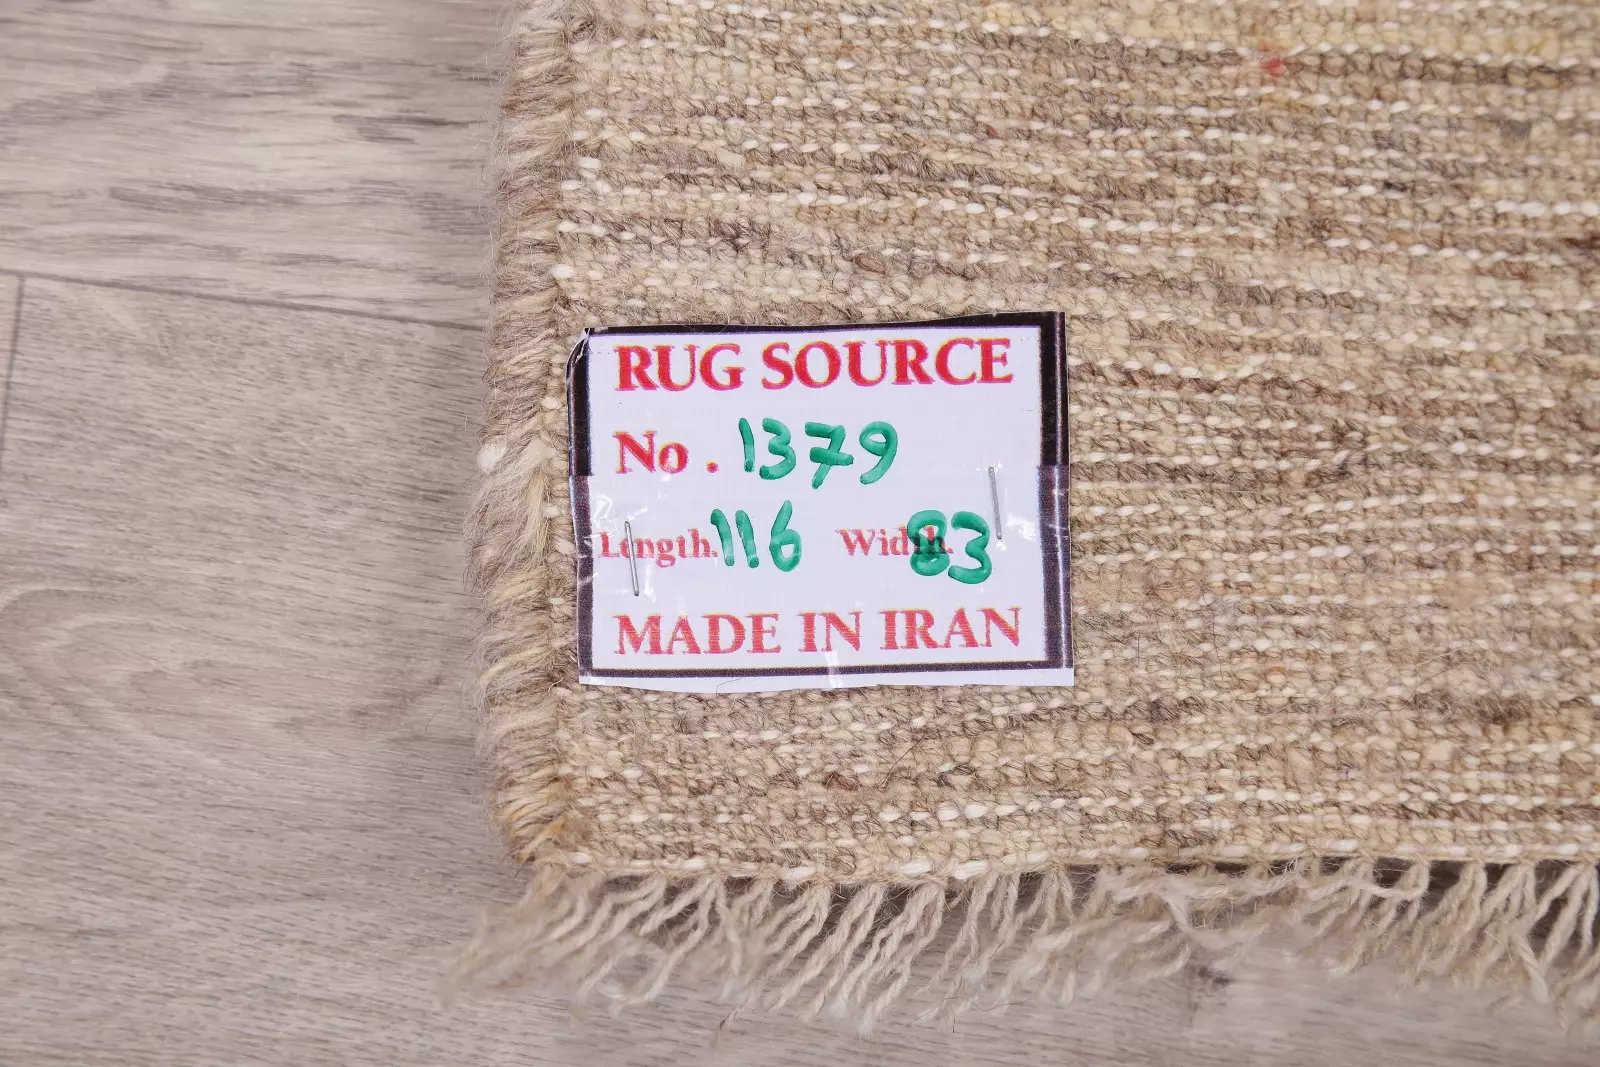 RUG SOURCE
No. 1379
Length. 116 Width. 83
MADE IN IRAN